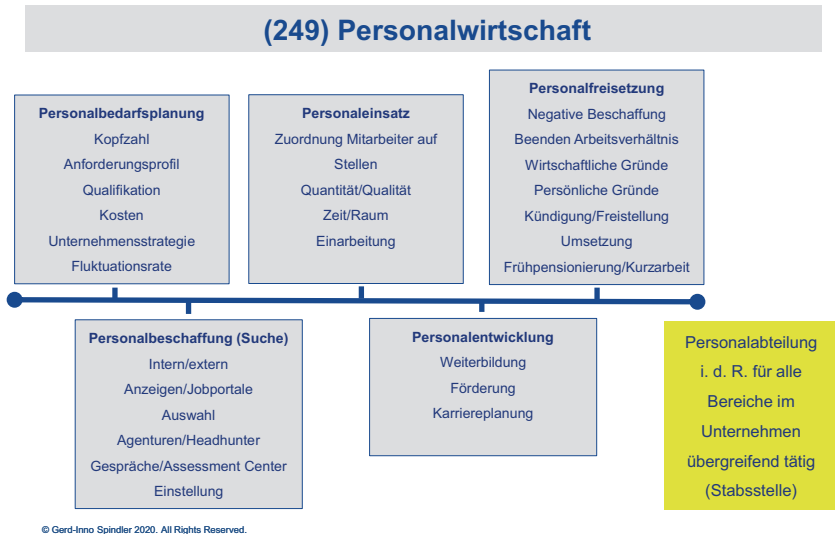 (249) Personalwirtschaft
Personalbedarfsplanung
Kopfzahl
Anforderungsprofil
Qualifikation
Kosten
Unternehmensstrategie
Fluktuationsrate
Personaleinsatz
Zuordnung Mitarbeiter auf
Stellen
Quantität/Qualität
Zeit/Raum
Einarbeitung
Personalfreisetzung
Negative Beschaffung
Beenden Arbeitsverhältnis
Wirtschaftliche Gründe
Persönliche Gründe
Kündigung/Freistellung
Umsetzung
Frühpensionierung/Kurzarbeit
Personalbeschaffung (Suche)
Intern/extern
Anzeigen/Jobportale
Auswahl
Agenturen/Headhunter
Gespräche/Assessment Center
Einstellung
Personalentwicklung
Weiterbildung
Förderung
Karriereplanung
Personalabteilung
i. d. R. für alle
Bereiche im
Unternehmen
übergreifend tätig
(Stabsstelle)
© Gerd-Inno Spindler 2020. All Rights Reserved.